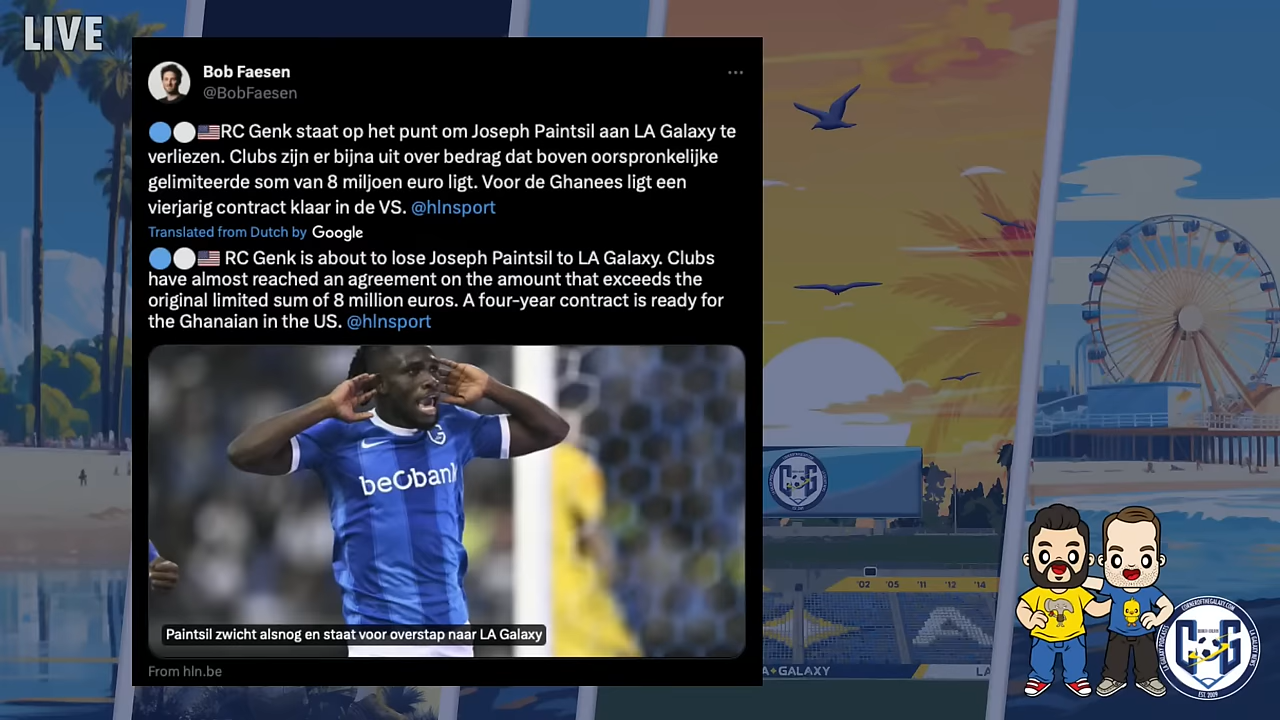 LIVE
Bob Faesen
@BobFaesen
🔵⚪🇺🇸RC Genk staat op het punt om Joseph Paintsil aan LA Galaxy te
verliezen. Clubs zijn er bijna uit over bedrag dat boven oorspronkelijke
gelimiteerde som van 8 miljoen euro ligt. Voor de Ghanees ligt een
vierjarig contract klaar in de VS. @hlnsport
Translated from Dutch by Google
🔵⚪🇺🇸 RC Genk is about to lose Joseph Paintsil to LA Galaxy. Clubs
have almost reached an agreement on the amount that exceeds the
original limited sum of 8 million euros. A four-year contract is ready for
the Ghanaian in the US. @hlnsport
beobank
Paintsil zwicht alsnog en staat voor overstap naar LA Galaxy
From hln.be
'02 '05 '11 '12 '14
GALAXY
LA
CORNEROFTHEGALAXY.COM
EST. 2009